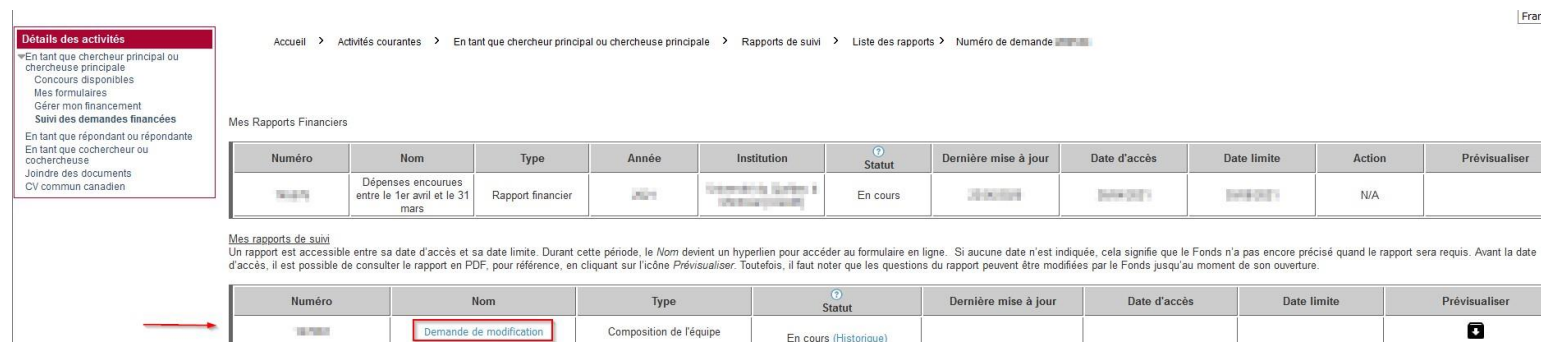 Fran
Détails des activités
Accueil > Activités courantes > En tant que chercheur principal ou chercheuse principale > Rapports de suivi > Liste des rapports > Numéro de demande
En tant que chercheur principal ou
chercheuse principale
Concours disponibles
Mes formulaires
Gérer mon financement
Suivi des demandes financées
En tant que répondant ou répondante
En tant que cochercheur ou
cochercheuse
Joindre des documents
CV commun canadien
Mes Rapports Financiers
Numéro Nom Type Année Institution ? Statut Dernière mise à jour Date d'accès Date limite Action Prévisualiser
Dépenses encourues
entre le 1er avril et le 31
mars
Rapport financier En cours N/A
Mes rapports de suivi
Un rapport est accessible entre sa date d'accès et sa date limite. Durant cette période, le Nom devient un hyperlien pour accéder au formulaire en ligne. Si aucune date n'est indiquée, cela signifie que le Fonds n'a pas encore précisé quand le rapport sera requis. Avant la date
d'accès, il est possible de consulter le rapport en PDF, pour référence, en cliquant sur l'icône Prévisualiser. Toutefois, il faut noter que les questions du rapport peuvent être modifiées par le Fonds jusqu'au moment de son ouverture.
Numéro Nom Type ? Statut Dernière mise à jour Date d'accès Date limite Prévisualiser
Demande de modification Composition de l'équipe En cours (Historique)